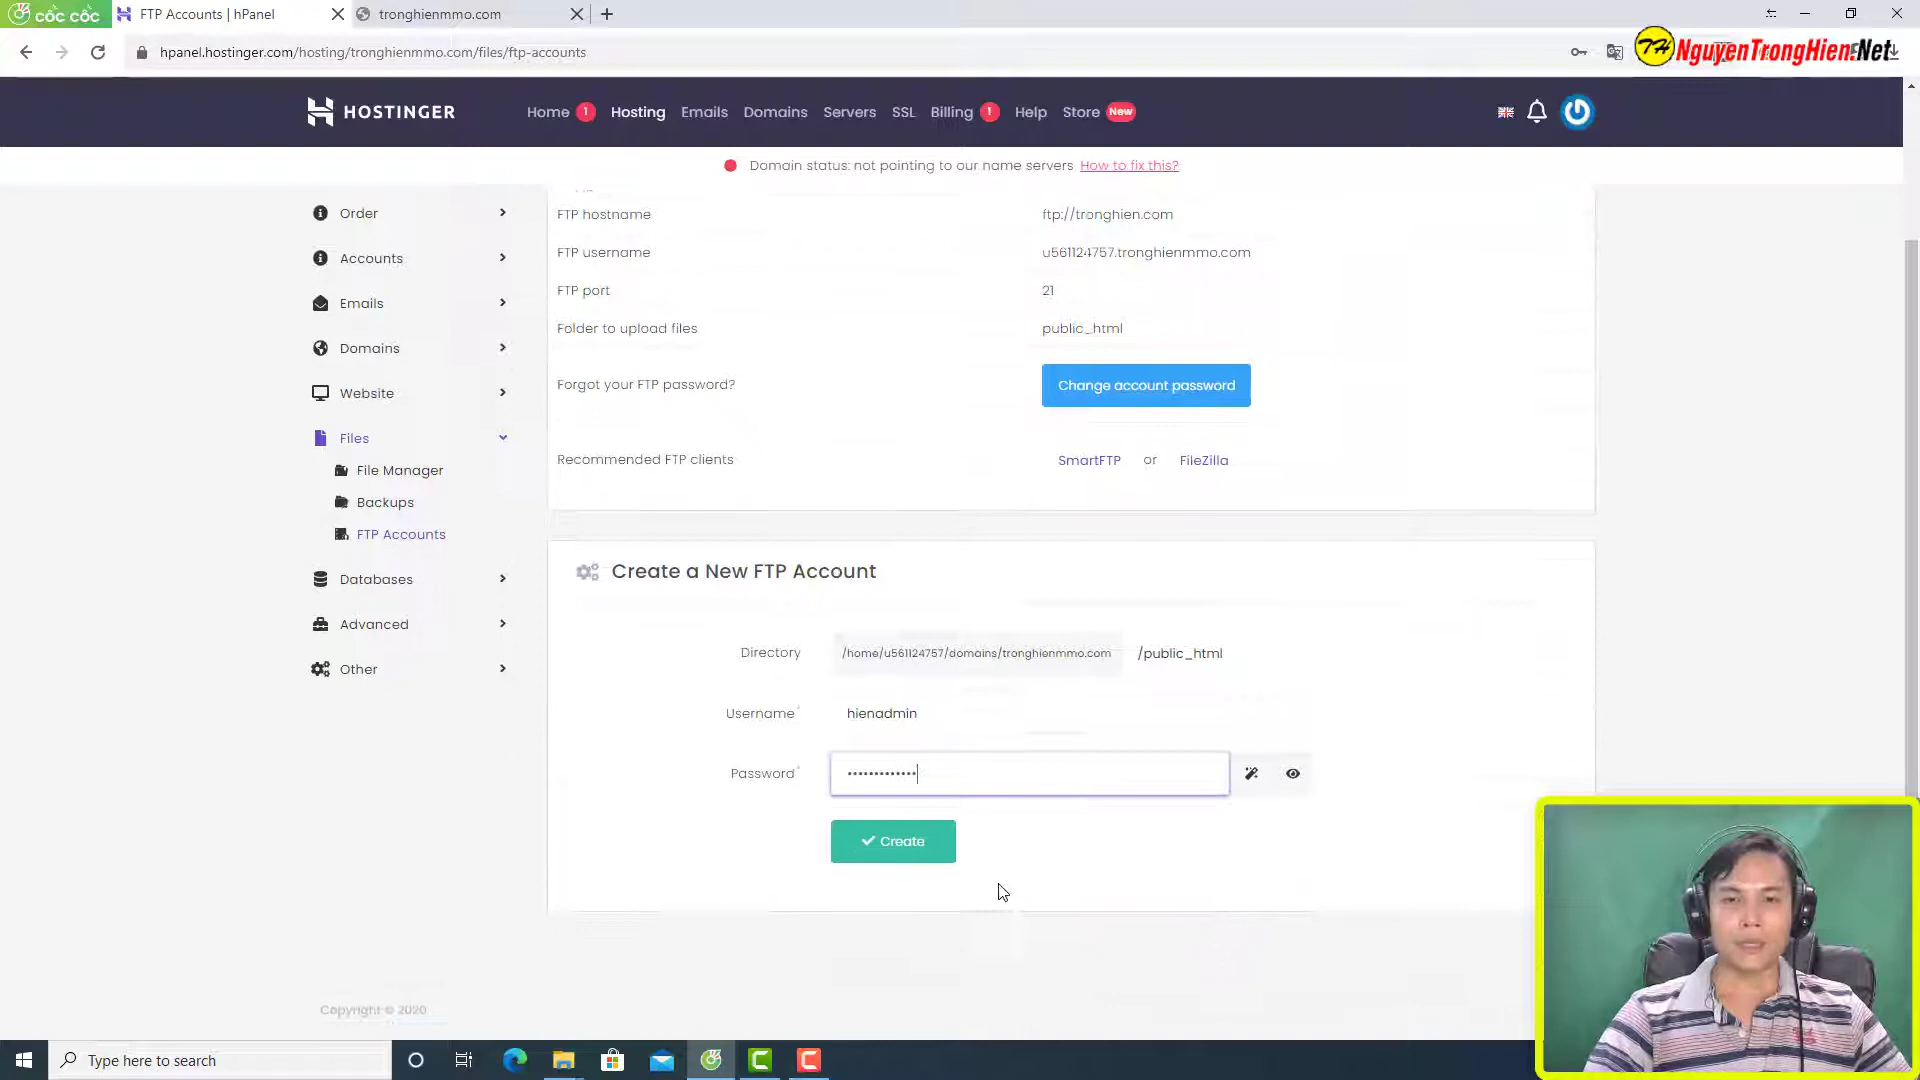 cốc cốc
FTP Accounts | hPanel
tronghienmmo.com
hpanel.hostinger.com/hosting/tronghienmmo.com/files/ftp-accounts
TH NguyenTrongHien.Net
HOSTINGER
Home 1 Hosting Emails Domains Servers SSL Billing 1 Help Store New
Domain status: not pointing to our name servers How to fix this?
Order
Accounts
Emails
Domains
Website
Files
File Manager
Backups
FTP Accounts
Databases
Advanced
Other
FTP hostname ftp://tronghien.com
FTP username u561124757.tronghienmmo.com
FTP port 21
Folder to upload files public_html
Forgot your FTP password? Change account password
Recommended FTP clients SmartFTP or FileZilla
Create a New FTP Account
Directory /home/u561124757/domains/tronghienmmo.com /public_html
Username* hienadmin
Password* •••••••••••••
Create
Copyright © 2020
Type here to search